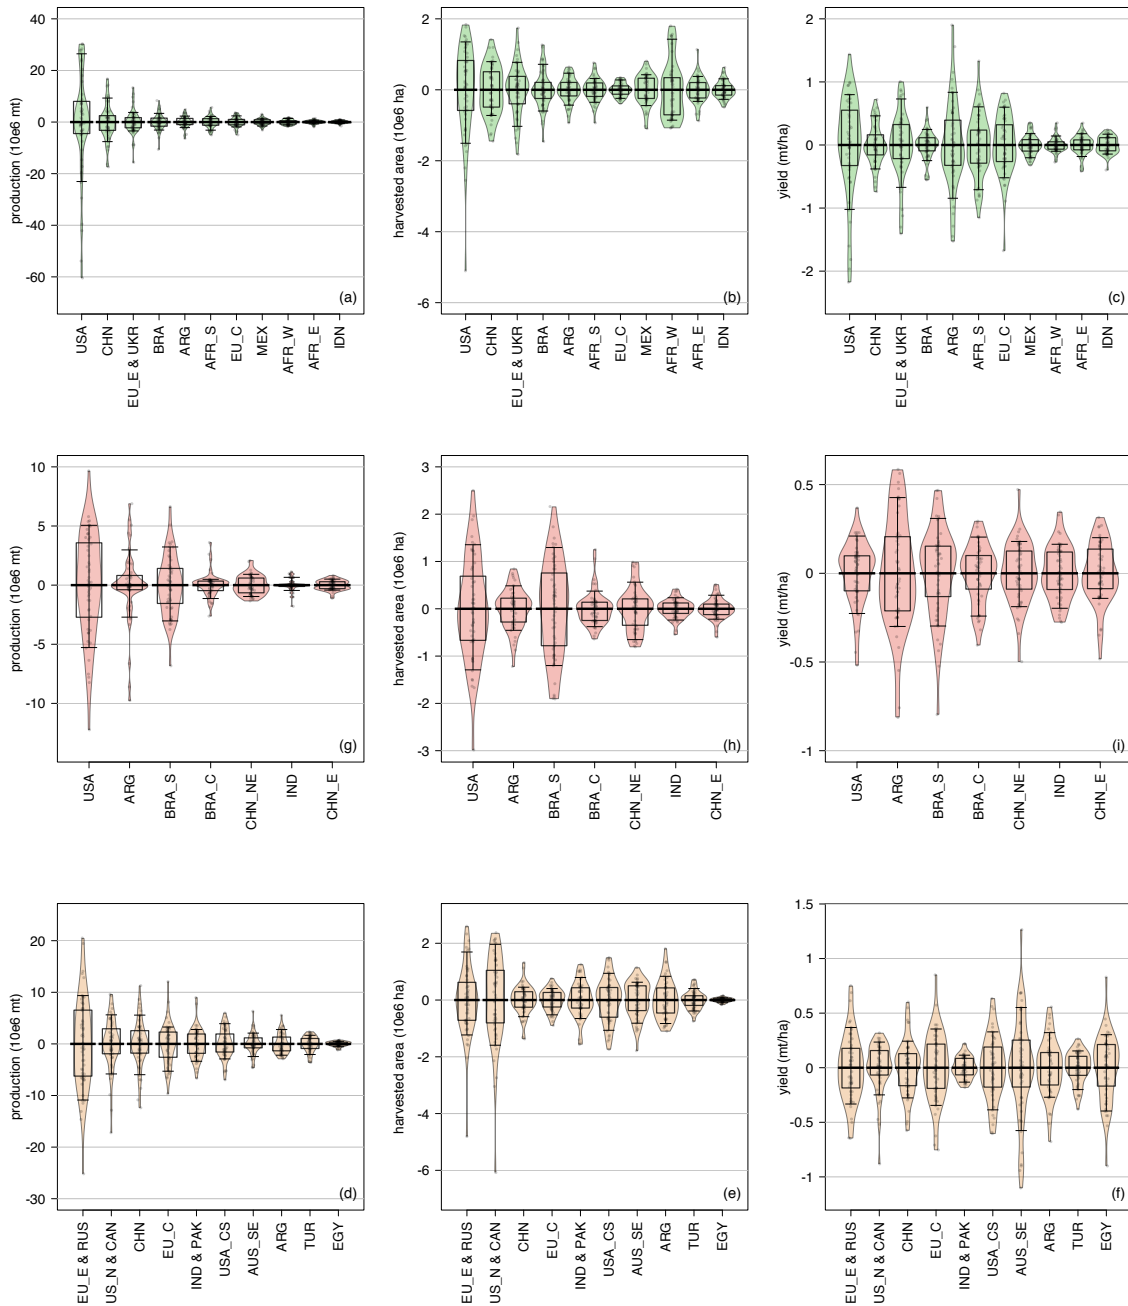 production (10e6 mt)
40
20
0
-20
-40
-60
(a)
USA
CHN
EU_E & UKR
BRA
ARG
AFR_S
EU_C
MEX
AFR_W
AFR_E
IDN
harvested area (10e6 ha)
2
0
-2
-4
-6
(b)
USA
CHN
EU_E & UKR
BRA
ARG
AFR_S
EU_C
MEX
AFR_W
AFR_E
IDN
yield (mt/ha)
2
1
0
-1
-2
(c)
USA
CHN
EU_E & UKR
BRA
ARG
AFR_S
EU_C
MEX
AFR_W
AFR_E
IDN
production (10e6 mt)
10
5
0
-5
-10
(g)
USA
ARG
BRA_S
BRA_C
CHN_NE
IND
CHN_E
harvested area (10e6 ha)
3
2
1
0
-1
-2
-3
(h)
USA
ARG
BRA_S
BRA_C
CHN_NE
IND
CHN_E
yield (mt/ha)
0.5
0
-0.5
-1
(i)
USA
ARG
BRA_S
BRA_C
CHN_NE
IND
CHN_E
production (10e6 mt)
20
10
0
-10
-20
-30
(d)
EU_E & RUS
US_N & CAN
CHN
EU_C
IND & PAK
USA_CS
AUS_SE
ARG
TUR
EGY
harvested area (10e6 ha)
2
0
-2
-4
-6
(e)
EU_E & RUS
US_N & CAN
CHN
EU_C
IND & PAK
USA_CS
AUS_SE
ARG
TUR
EGY
yield (mt/ha)
1.5
1
0.5
0
-0.5
-1
(f)
EU_E & RUS
US_N & CAN
CHN
EU_C
IND & PAK
USA_CS
AUS_SE
ARG
TUR
EGY